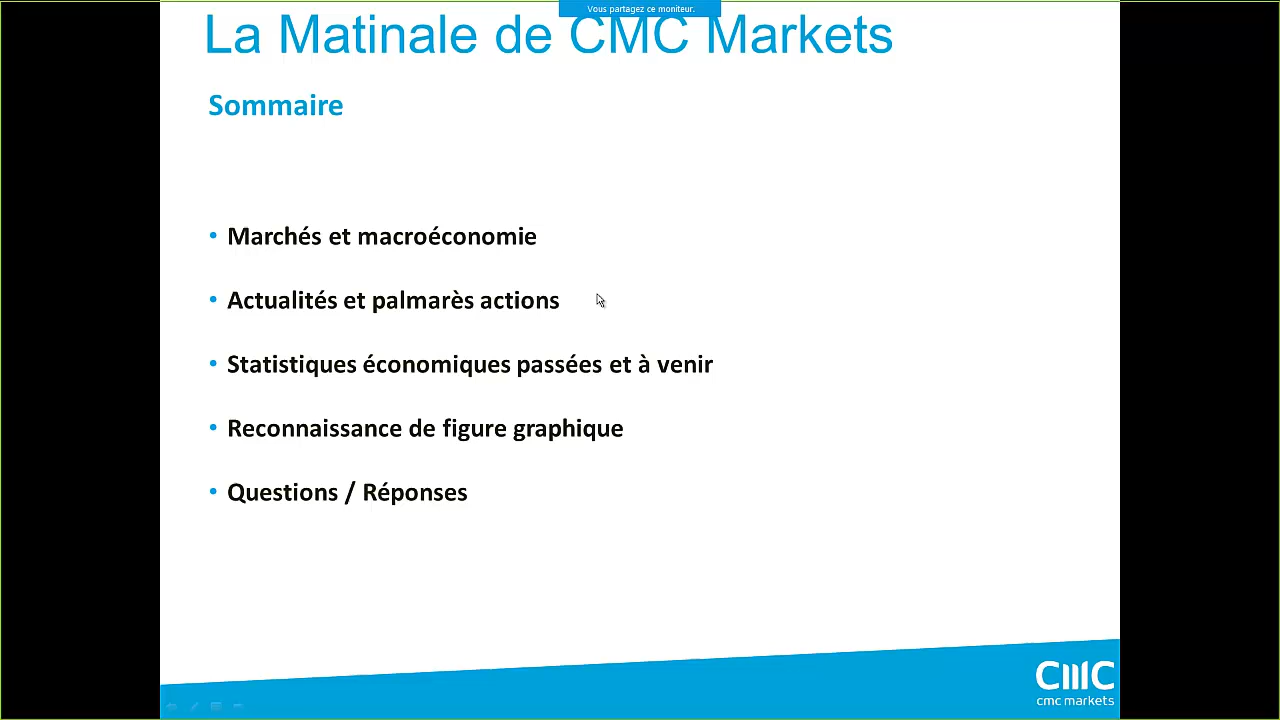 Vous partagez ce moniteur.
La Matinale de CMC Markets
Sommaire
• Marchés et macroéconomie
• Actualités et palmarès actions
• Statistiques économiques passées et à venir
• Reconnaissance de figure graphique
• Questions / Réponses
CMC
cmc markets